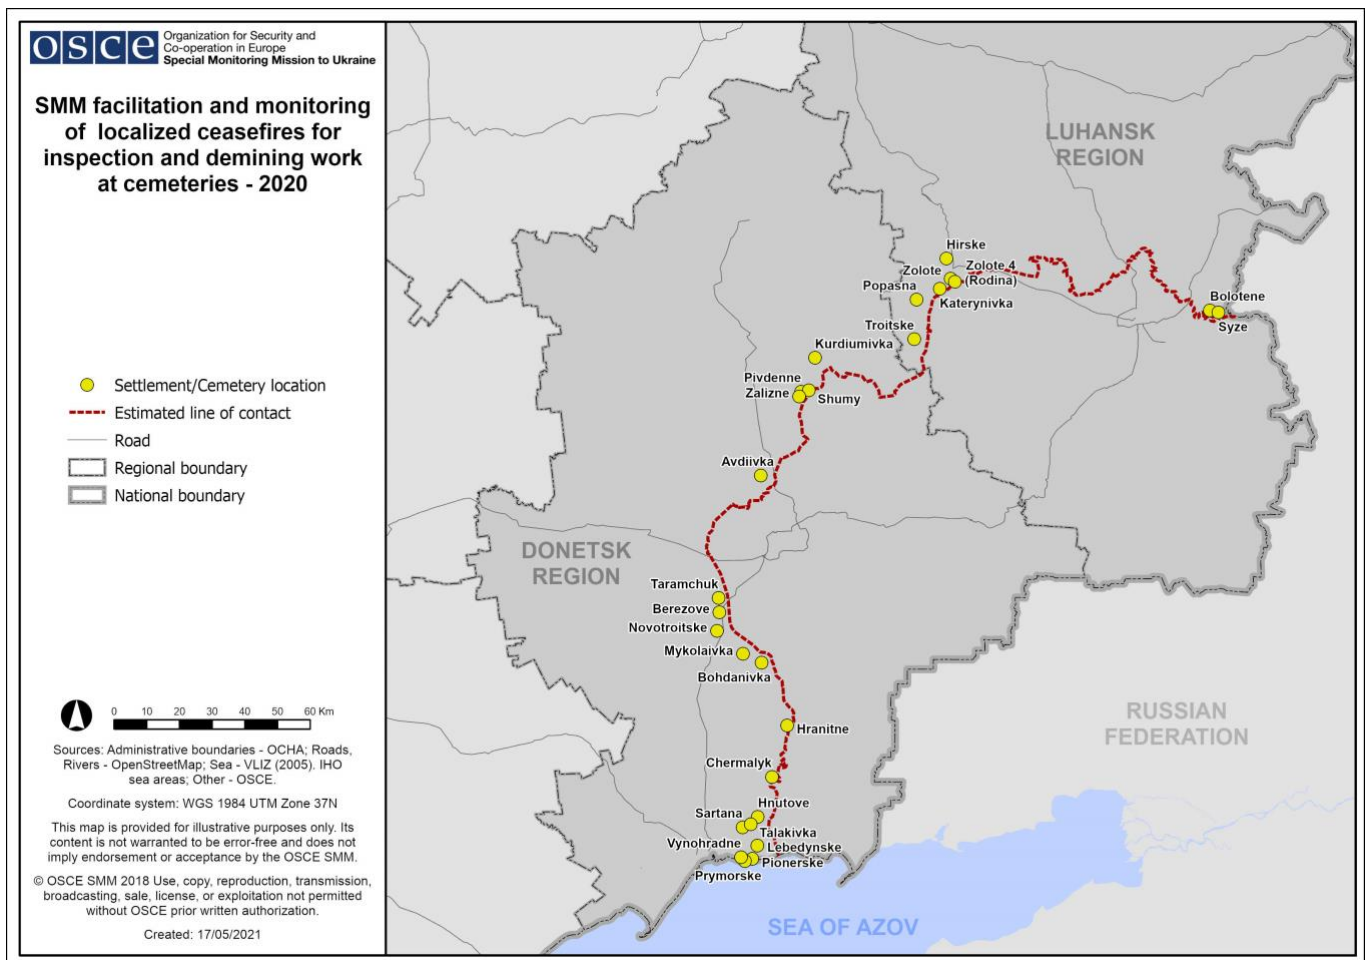 OSCE
Organization for Security and
Co-operation in Europe
Special Monitoring Mission to Ukraine
SMM facilitation and monitoring
of localized ceasefires for
inspection and demining work
at cemeteries - 2020
Settlement/Cemetery location
Estimated line of contact
Road
Regional boundary
National boundary
0 10 20 30 40 50 60 Km
Sources: Administrative boundaries - OCHA; Roads,
Rivers - OpenStreetMap; Sea - VLIZ (2005). IHO
sea areas; Other - OSCE.
Coordinate system: WGS 1984 UTM Zone 37N
This map is provided for illustrative purposes only. Its
content is not warranted to be error-free and does not
imply endorsement or acceptance by the OSCE SMM.
© OSCE SMM 2018 Use, copy, reproduction, transmission,
broadcasting, sale, license, or exploitation not permitted
without OSCE prior written authorization.
Created: 17/05/2021
LUHANSK
REGION
Hirske
Zolote
Zolote 4
(Rodina)
Popasna
Katerynivka
Bolotene
Syze
Troitske
Kurdiumivka
Pivdenne
Zalizne
Shumy
Avdiivka
DONETSK
REGION
Taramchuk
Berezove
Novotroitske
Mykolaivka
Bohdanivka
RUSSIAN
FEDERATION
Hranitne
Chermalyk
Hnutove
Sartana
Talakivka
Vynohradne
Lebedynske
Pionerske
Prymorske
SEA OF AZOV